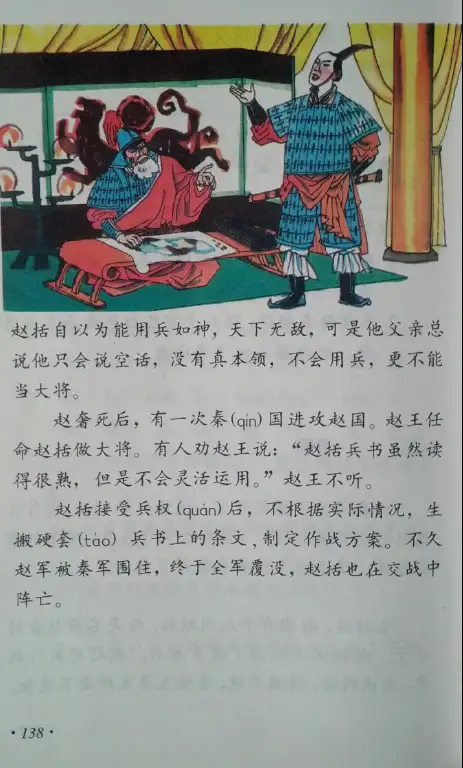 赵括自以为能用兵如神，天下无敌，可是他父亲总
说他只会说空话，没有真本领，不会用兵，更不能
当大将。
赵奢死后，有一次秦(qín)国进攻赵国。赵王任
命赵括做大将。有人劝赵王说：“赵括兵书虽然读
得很熟，但是不会灵活运用。”赵王不听。
赵括接受兵权(quán)后，不根据实际情况，生
搬硬套(tào) 兵书上的条文，制定作战方案。不久
赵军被秦军围住，终于全军覆没，赵括也在交战中
阵亡。
·138·